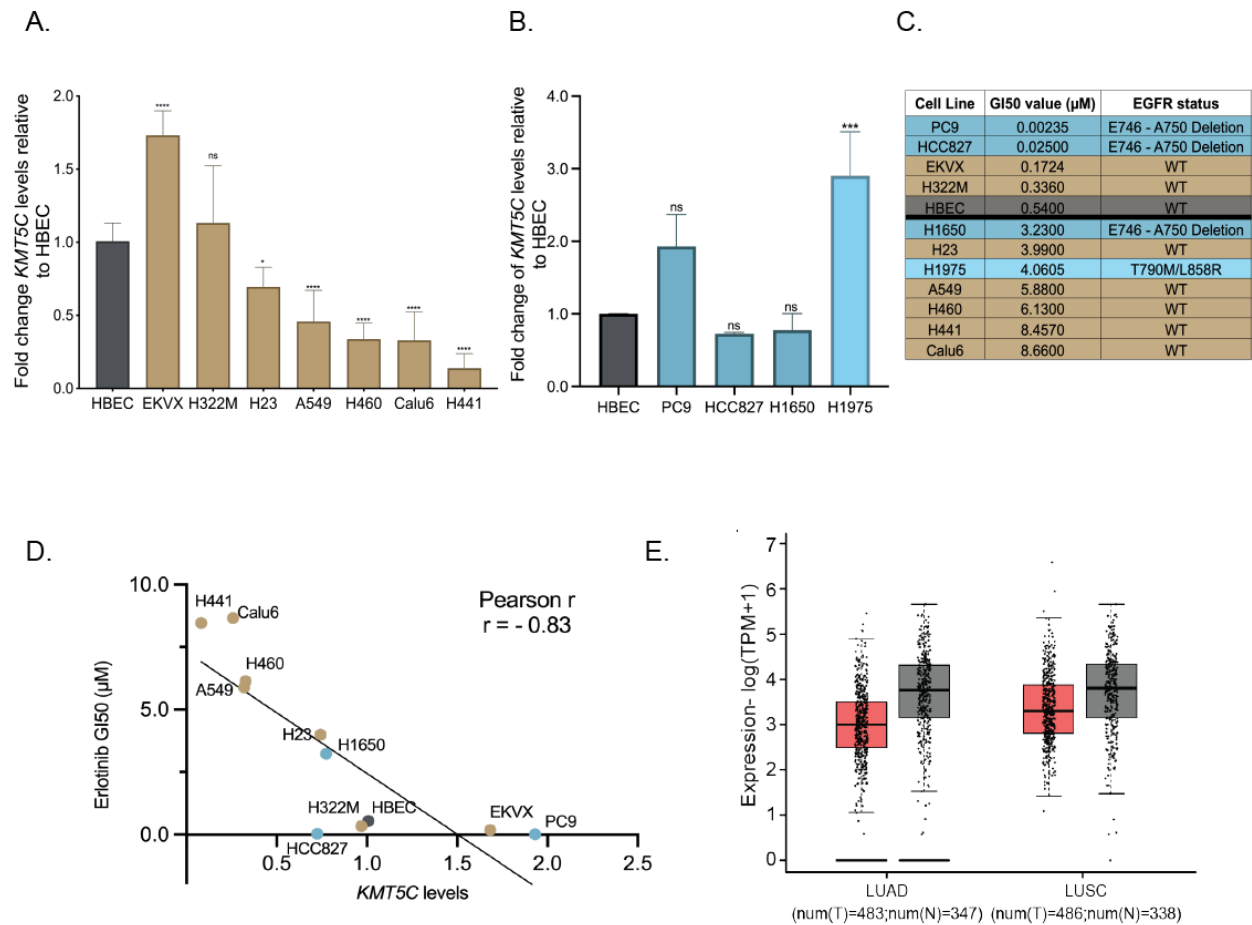 A.
Fold change KMT5C levels relative
to HBEC
2.0
1.5
1.0
0.5
0.0
****
ns
*
****
****
****
****
HBEC EKVX H322M H23 A549 H460 Calu6 H441
B.
Fold change of KMT5C levels relative
to HBEC
4.0
3.0
2.0
1.0
0.0
ns
ns
ns
***
HBEC PC9 HCC827 H1650 H1975
C.
Cell Line GI50 value (µM) EGFR status
PC9 0.00235 E746 - A750 Deletion
HCC827 0.02500 E746 - A750 Deletion
EKVX 0.1724 WT
H322M 0.3360 WT
HBEC 0.5400 WT
H1650 3.2300 E746 - A750 Deletion
H23 3.9900 WT
H1975 4.0605 T790M/L858R
A549 5.8800 WT
H460 6.1300 WT
H441 8.4570 WT
Calu6 8.6600 WT
D.
Erlotinib GI50 (µM)
10.0
5.0
0.0
H441
Calu6
H460
A549
H23
H1650
H322M
HBEC
HCC827
EKVX
PC9
Pearson r
r = - 0.83
0.5 1.0 1.5 2.0 2.5
KMT5C levels
E.
Expression- log(TPM+1)
7
6
5
4
3
2
1
0
LUAD
(num(T)=483;num(N)=347)
LUSC
(num(T)=486;num(N)=338)